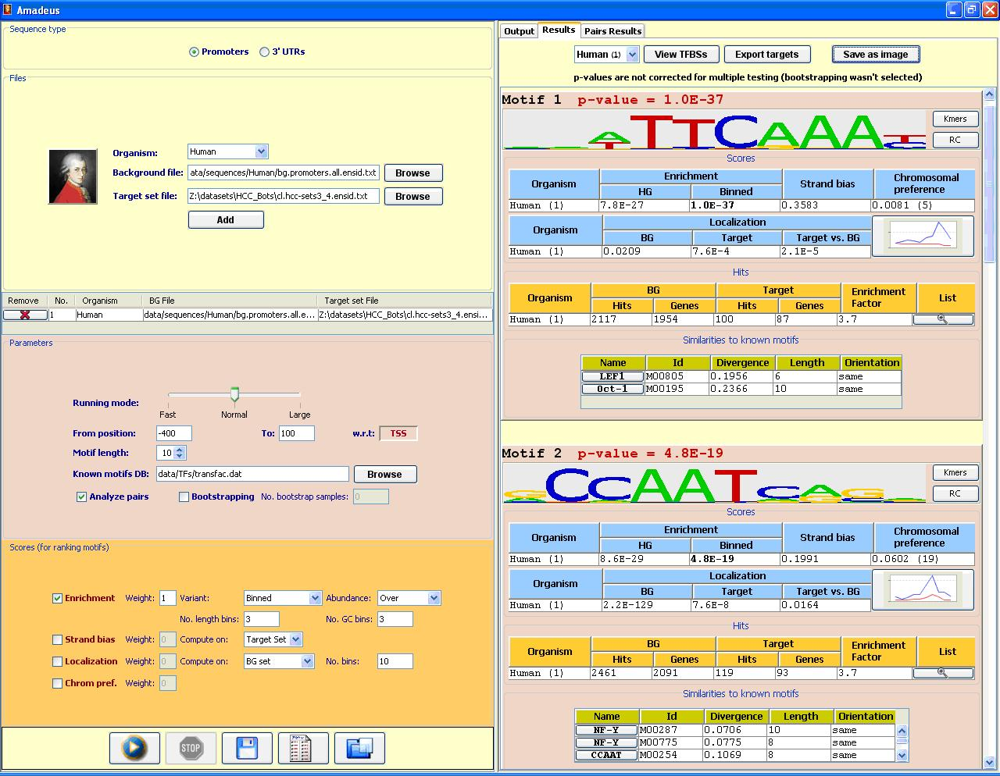 Amadeus
Sequence type
Promoters 3' UTRs
Files
Organism: Human
Background file: ata/sequences/Human/bg.promoters.all.ensid.txt Browse
Target set file: Z:\datasets\HCC_Bots\cl.hcc-sets3_4.ensid.txt Browse
Add
Remove No. Organism BG File Target set File
1 Human data/sequences/Human/bg.promoters.all.e... Z:\datasets\HCC_Bots\cl.hcc-sets3_4.ensi...
Parameters
Running mode:
Fast Normal Large
From position: -400 To: 100 w.r.t: TSS
Motif length: 10
Known motifs DB: data/TFs/transfac.dat Browse
Analyze pairs Bootstrapping No. bootstrap samples: 0
Scores (for ranking motifs)
Enrichment Weight: 1 Variant: Binned Abundance: Over
No. length bins: 3 No. GC bins: 3
Strand bias Weight: 0 Compute on: Target Set
Localization Weight: 0 Compute on: BG set No. bins: 10
Chrom pref. Weight: 0
STOP
Output Results Pairs Results
Human (1) View TFBSs Export targets Save as image
p-values are not corrected for multiple testing (bootstrapping wasn't selected)
Motif 1 p-value = 1.0E-37
ATTCAAA
Kmers
RC
Scores
Organism Enrichment Strand bias Chromosomal preference
HG Binned
Human (1) 7.8E-27 1.0E-37 0.3583 0.0081 (5)
Organism Localization
BG Target Target vs. BG
Human (1) 0.0209 7.6E-4 2.1E-5
Hits
Organism BG Target Enrichment Factor List
Hits Genes Hits Genes
Human (1) 2117 1954 100 87 3.7
Similarities to known motifs
Name Id Divergence Length Orientation
LEF1 M00805 0.1956 6 same
Oct-1 M00195 0.2366 10 same
Motif 2 p-value = 4.8E-19
GCCAATCAG
Kmers
RC
Scores
Organism Enrichment Strand bias Chromosomal preference
HG Binned
Human (1) 8.6E-29 4.8E-19 0.1991 0.0602 (19)
Organism Localization
BG Target Target vs. BG
Human (1) 2.2E-129 7.6E-8 0.0164
Hits
Organism BG Target Enrichment Factor List
Hits Genes Hits Genes
Human (1) 2461 2091 119 93 3.7
Similarities to known motifs
Name Id Divergence Length Orientation
NF-Y M00287 0.0706 10 same
NF-Y M00775 0.0775 8 same
CCAAT M00254 0.1069 8 same